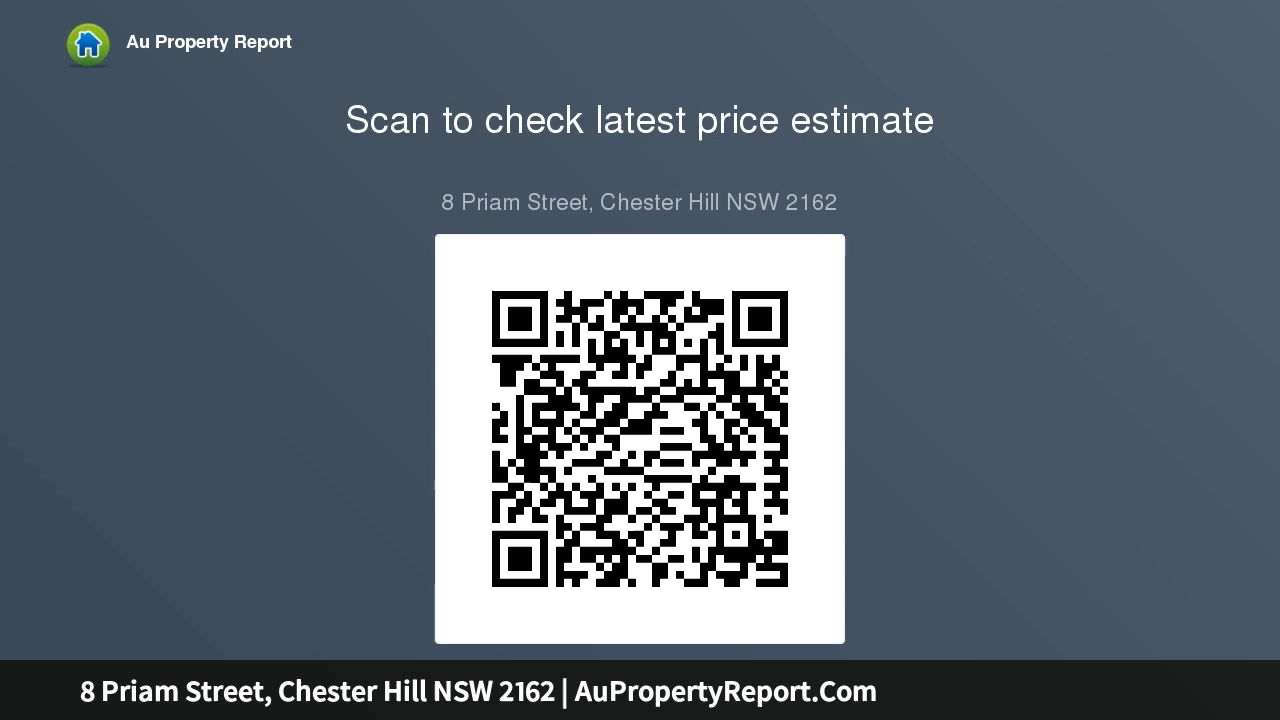 Au Property Report
Scan to check latest price estimate
8 Priam Street, Chester Hill NSW 2162
8 Priam Street, Chester Hill NSW 2162 | AuPropertyReport.Com